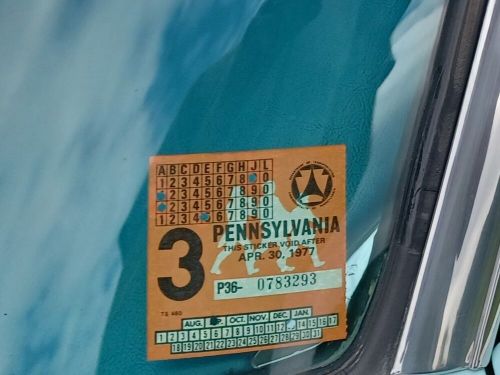 A B C D E F G H J L
1 2 3 4 5 6 7 8 0
2 3 4 5 6 7 8 9 0
1 2 3 4 5 6 7 8 9 0
1 2 3 4 6 7 8 9 0
3
PENNSYLVANIA
THIS STICKER VOID AFTER
APR. 30, 1977
P36- 0783293
TS 460
AUG. OCT. NOV. DEC. JAN.
1 2 3 4 5 6 7 8 9 10 11 12 13 14 15 16 17
18 19 20 21 22 23 24 25 26 27 28 29 30 31